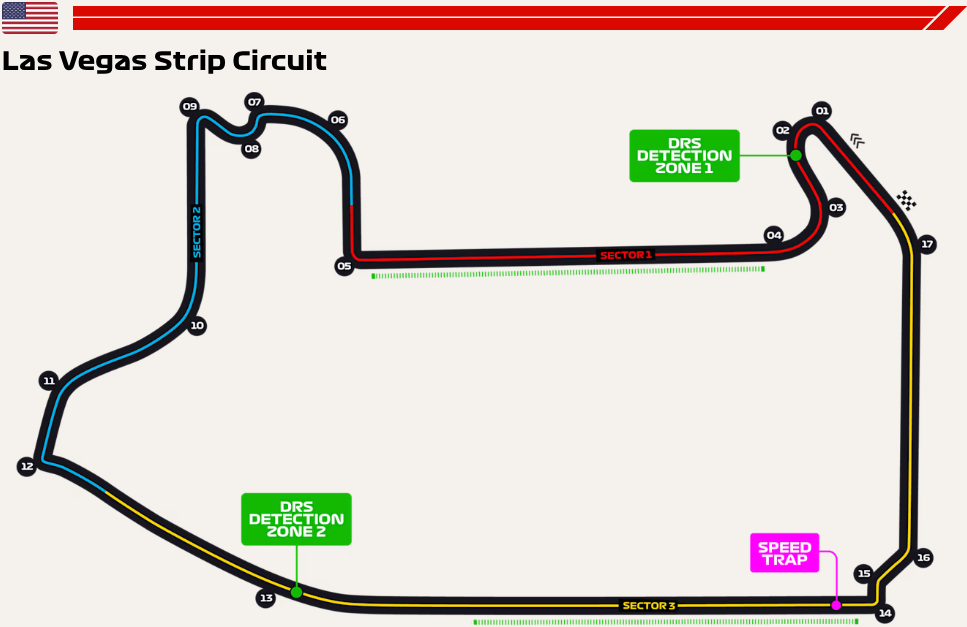 Las Vegas Strip Circuit
09
07
01
06
02
08
DRS
DETECTION
ZONE 1
03
04
17
SECTOR 2
SECTOR 1
05
10
11
12
DRS
DETECTION
ZONE 2
SPEED
TRAP
16
15
13
SECTOR 3
14